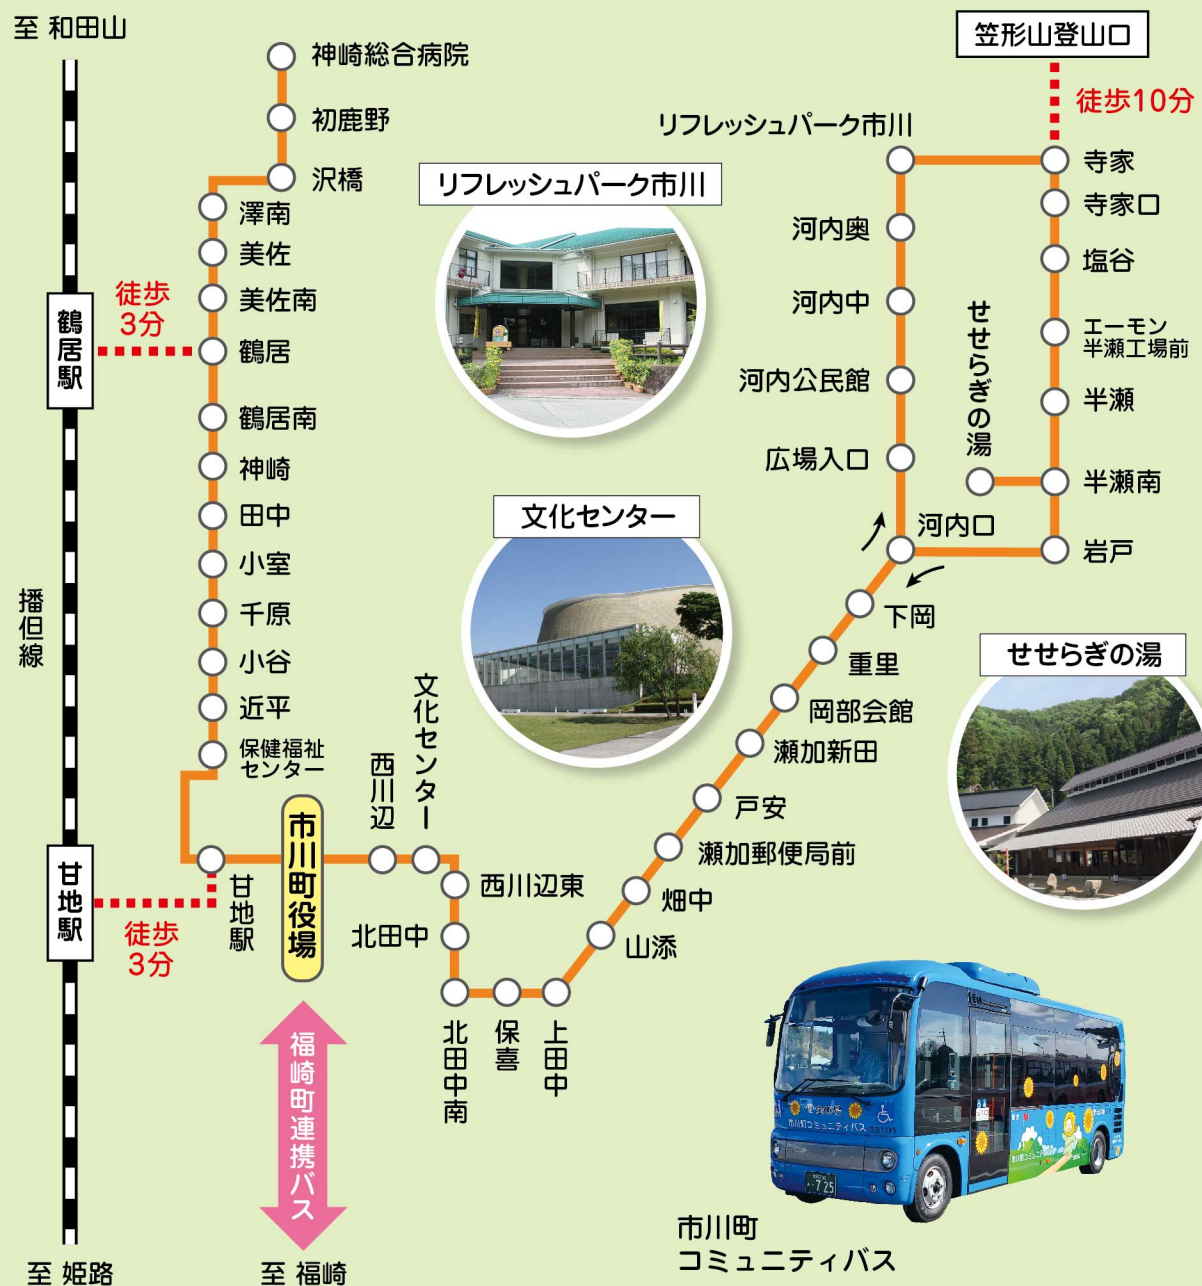 至 和田山
神崎総合病院
初鹿野
沢橋
澤南
美佐
美佐南
徒歩
3分
鶴居駅
鶴居
鶴居南
神崎
田中
小室
千原
小谷
近平
保健福祉
センター
播但線
甘地駅
徒歩
3分
甘地駅
市川町役場
西川辺
文化センター
西川辺東
北田中
北田中南
保喜
上田中
山添
畑中
瀬加郵便局前
戸安
瀬加新田
岡部会館
重里
下岡
河内口
広場入口
河内公民館
河内中
河内奥
リフレッシュパーク市川
笠形山登山口
徒歩10分
寺家
寺家口
塩谷
エーモン
半瀬工場前
半瀬
半瀬南
せせらぎの湯
岩戸
リフレッシュパーク市川
文化センター
せせらぎの湯
福崎町連携バス
至 姫路
至 福崎
市川町コミュニティバス
・725
市川町
コミュニティバス